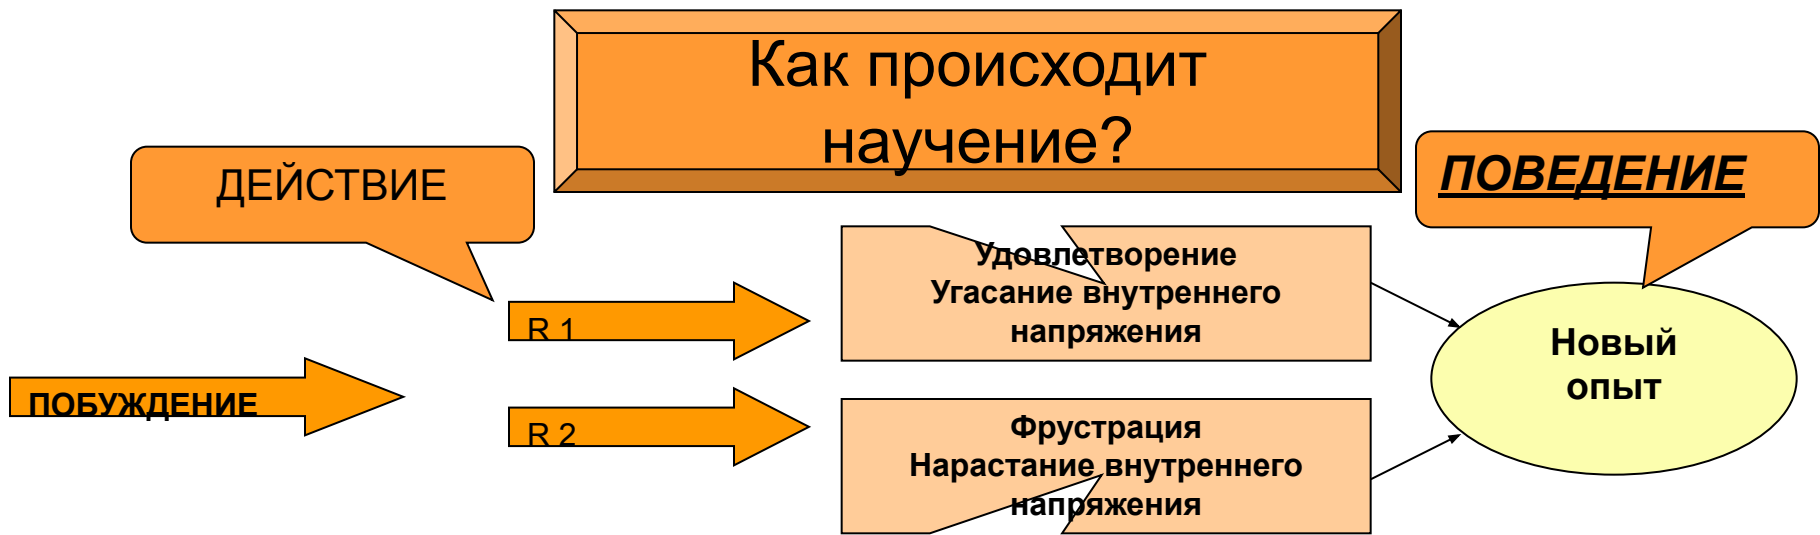 Как происходит
научение?
ДЕЙСТВИЕ
ПОВЕДЕНИЕ
ПОБУЖДЕНИЕ
R 1
R 2
Удовлетворение
Угасание внутреннего
напряжения
Фрустрация
Нарастание внутреннего
напряжения
Новый
опыт